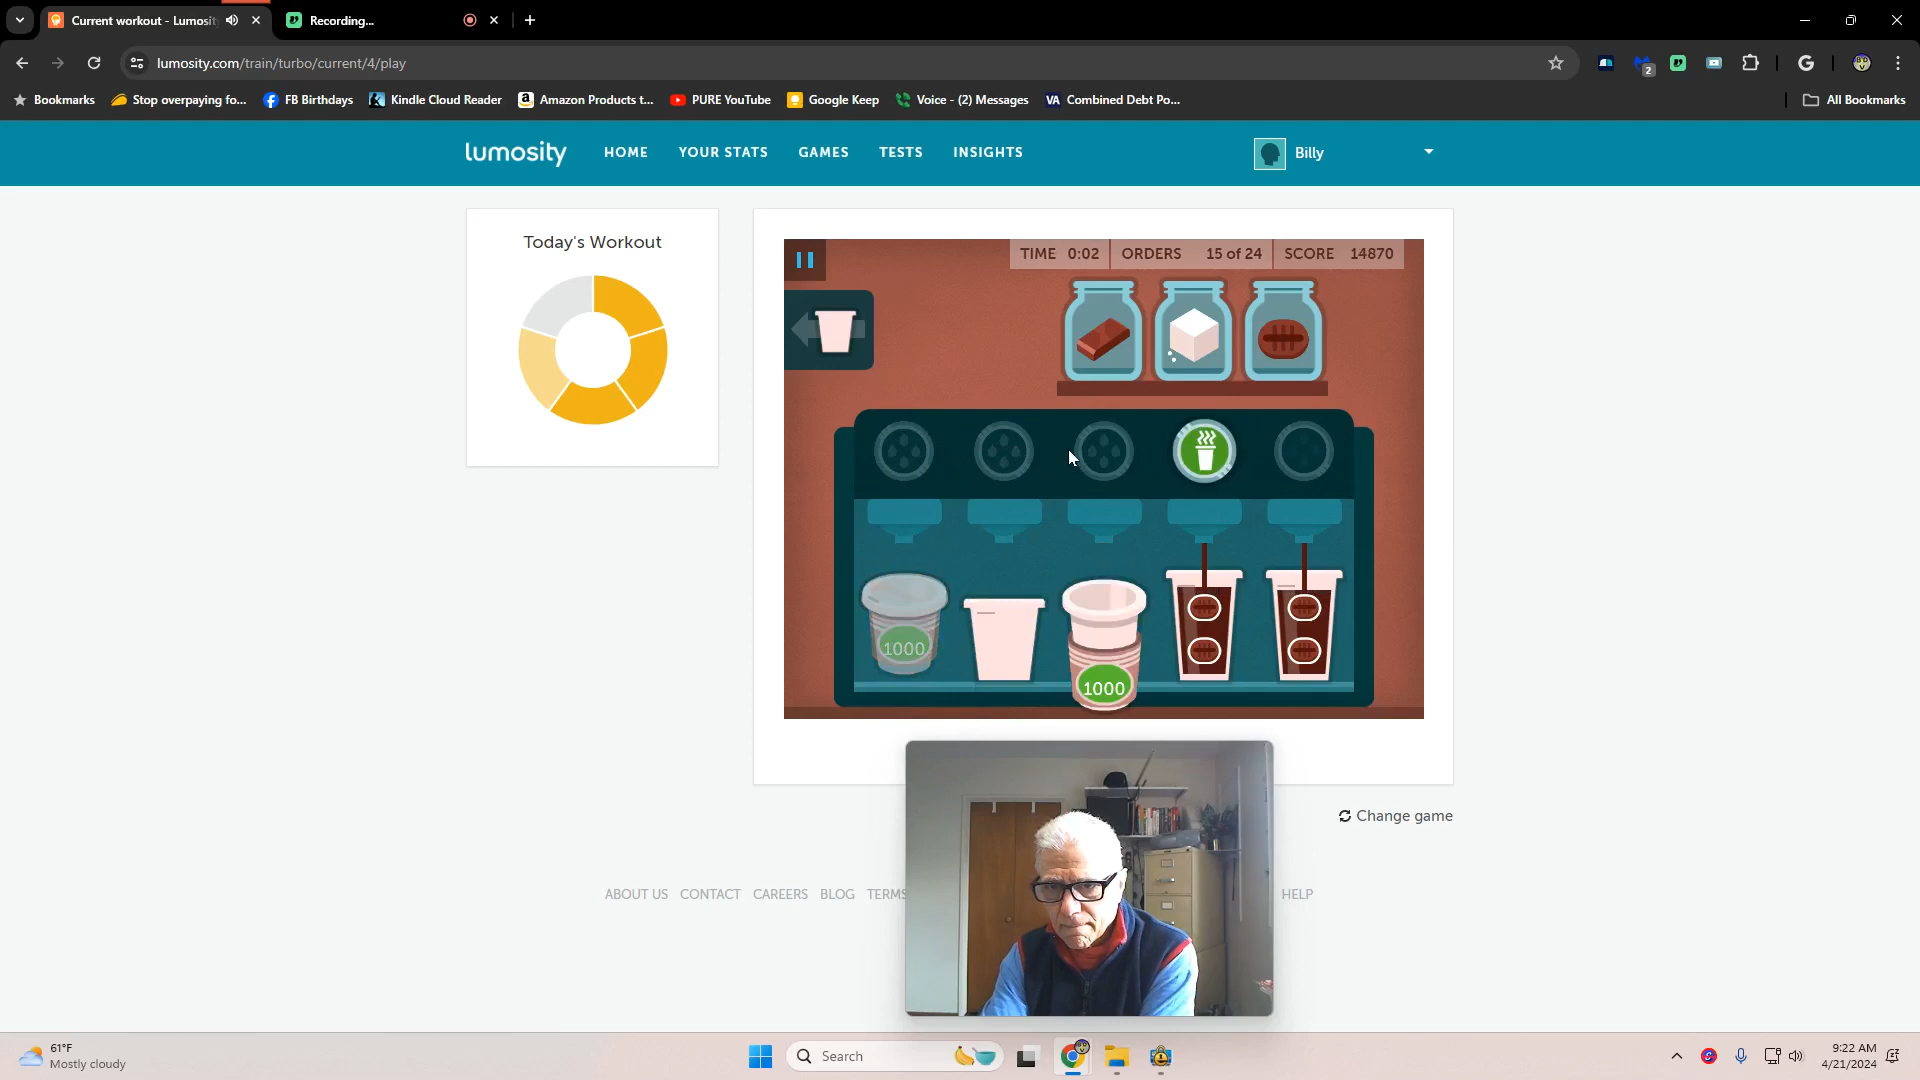 Current workout - Lumosit
Recording...
lumosity.com/train/turbo/current/4/play
2
G
Bookmarks
Stop overpaying fo...
FB Birthdays
Kindle Cloud Reader
Amazon Products t...
PURE YouTube
Google Keep
Voice - (2) Messages
VA Combined Debt Po...
All Bookmarks
lumosity
HOME
YOUR STATS
GAMES
TESTS
INSIGHTS
Billy
Today's Workout
TIME 0:02
ORDERS 15 of 24
SCORE 14870
1000
1000
Change game
ABOUT US
CONTACT
CAREERS
BLOG
TERMS
HELP
61°F
Mostly cloudy
Search
9:22 AM
4/21/2024